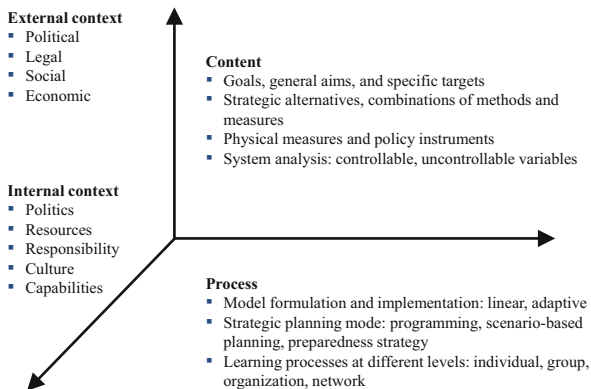 External context
▪ Political
▪ Legal
▪ Social
▪ Economic
Content
▪ Goals, general aims, and specific targets
▪ Strategic alternatives, combinations of methods and
measures
▪ Physical measures and policy instruments
▪ System analysis: controllable, uncontrollable variables
Internal context
▪ Politics
▪ Resources
▪ Responsibility
▪ Culture
▪ Capabilities
Process
▪ Model formulation and implementation: linear, adaptive
▪ Strategic planning mode: programming, scenario-based
planning, preparedness strategy
▪ Learning processes at different levels: individual, group,
organization, network